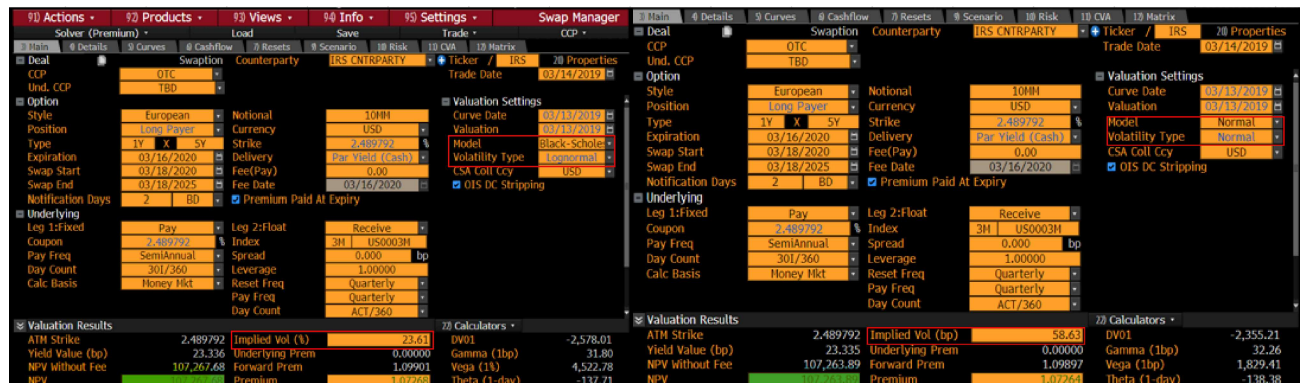 91) Actions 92) Products 93) Views 94) Info 95) Settings Swap Manager
Solver (Premium) Load Save Trade CCP
3) Main 4) Details 5) Curves 6) Cashflow 7) Resets 9) Scenario 10) Risk 11) CVA 12) Matrix
Deal Swaption Counterparty IRS CNTRPARTY Ticker / IRS 20) Properties
CCP OTC Trade Date 03/14/2019
Und. CCP TBD
Option Valuation Settings
Style European Notional 10MM Curve Date 03/13/2019
Position Long Payer Currency USD Valuation 03/13/2019
Type 1Y X 5Y Strike 2.489792 % Model Black-Scholes
Expiration 03/16/2020 Delivery Par Yield (Cash) Volatility Type Lognormal
Swap Start 03/18/2020 Fee(Pay) 0.00 CSA Coll Ccy USD
Swap End 03/18/2025 Fee Date 03/16/2020 OIS DC Stripping
Notification Days 2 BD Premium Paid At Expiry
Underlying
Leg 1:Fixed Pay Leg 2:Float Receive
Coupon 2.489792 % Index 3M US0003M
Pay Freq SemiAnnual Spread 0.000 bp
Day Count 30I/360 Leverage 1.00000
Calc Basis Money Mkt Reset Freq Quarterly
Pay Freq Quarterly
Day Count ACT/360
Valuation Results 22) Calculators
ATM Strike 2.489792 Implied Vol (%) 23.61 DV01 -2,578.01
Yield Value (bp) 23.336 Underlying Prem 0.00000 Gamma (1bp) 31.80
NPV Without Fee 107,267.68 Forward Prem 1.09901 Vega (1%) 4,522.78
NPV 107,267.68 Premium 1.07268 Theta (1-day) -137.71
3) Main 4) Details 5) Curves 6) Cashflow 7) Resets 9) Scenario 10) Risk 11) CVA 12) Matrix
Deal Swaption Counterparty IRS CNTRPARTY Ticker / IRS 20) Properties
CCP OTC Trade Date 03/14/2019
Und. CCP TBD
Option Valuation Settings
Style European Notional 10MM Curve Date 03/13/2019
Position Long Payer Currency USD Valuation 03/13/2019
Type 1Y X 5Y Strike 2.489792 % Model Normal
Expiration 03/16/2020 Delivery Par Yield (Cash) Volatility Type Normal
Swap Start 03/18/2020 Fee(Pay) 0.00 CSA Coll Ccy USD
Swap End 03/18/2025 Fee Date 03/16/2020 OIS DC Stripping
Notification Days 2 BD Premium Paid At Expiry
Underlying
Leg 1:Fixed Pay Leg 2:Float Receive
Coupon 2.489792 % Index 3M US0003M
Pay Freq SemiAnnual Spread 0.000 bp
Day Count 30I/360 Leverage 1.00000
Calc Basis Money Mkt Reset Freq Quarterly
Pay Freq Quarterly
Day Count ACT/360
Valuation Results 22) Calculators
ATM Strike 2.489792 Implied Vol (bp) 58.63 DV01 -2,355.21
Yield Value (bp) 23.335 Underlying Prem 0.00000 Gamma (1bp) 32.26
NPV Without Fee 107,263.89 Forward Prem 1.09897 Vega (1bp) 1,829.41
NPV 107,263.89 Premium 1.07264 Theta (1-day) -138.38